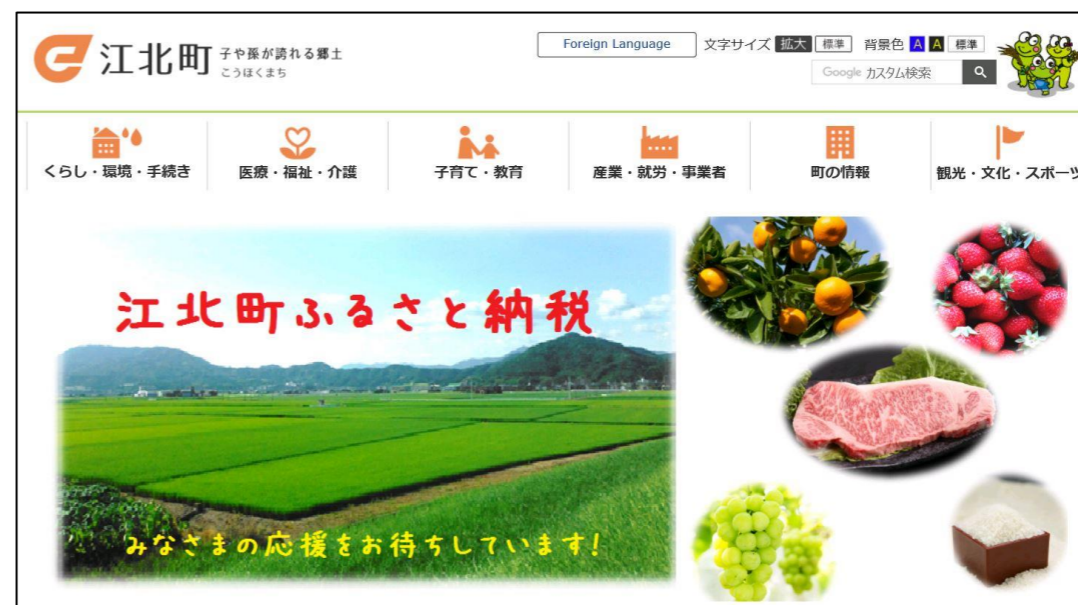 江北町 子や孫が誇れる郷土
こうほくまち
Foreign Language 文字サイズ 拡大 標準 背景色 A A 標準
Google カスタム検索
くらし・環境・手続き 医療・福祉・介護 子育て・教育 産業・就労・事業者 町の情報 観光・文化・スポーツ
江北町ふるさと納税
みなさまの応援をお待ちしています!